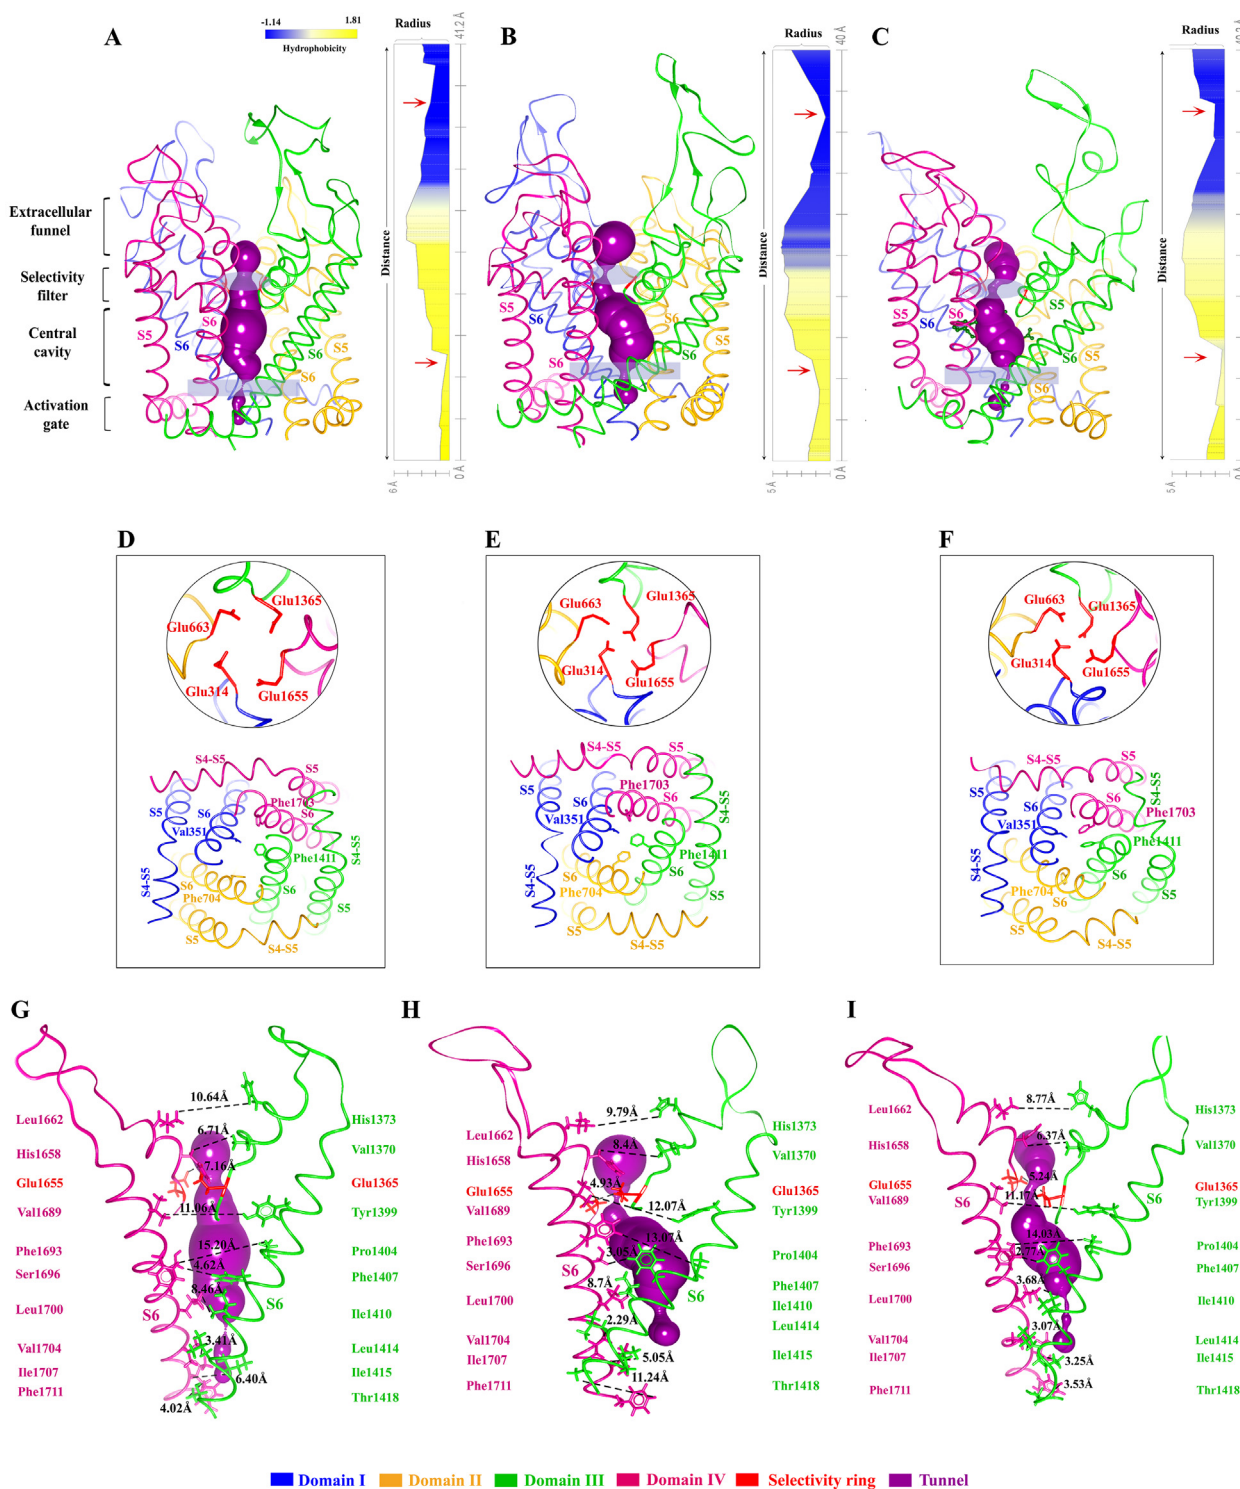 A
-1.14
1.81
Hydrophobicity
Radius
41.2 Å
Distance
6 Å
0 Å
Extracellular
funnel
Selectivity
filter
Central
cavity
Activation
gate
S5
S6
S6
S6
S6
S5
B
Radius
40 Å
Distance
5 Å
0 Å
S5
S6
S6
S6
S6
S5
C
Radius
Distance
5 Å
S5
S6
S6
S6
S6
S5
D
Glu1365
Glu663
Glu314
Glu1655
S4-S5
S5
S5
S6
Phe1703
S6
Val351
Phe1411
S4-S5
S4-S5
S6
Phe704
S6
S5
S5
S4-S5
E
Glu663
Glu1365
Glu314
Glu1655
S4-S5
S5
S5
S6
Phe1703
S6
S4-S5
Val351
Phe1411
S4-S5
S6
Phe704
S6
S5
S5
S4-S5
F
Glu663
Glu1365
Glu314
Glu1655
S4-S5
S5
S5
S4-S5
S6
S6
Phe1703
Val351
Phe1411
S4-S5
S6
S6
Phe704
S6
S5
S5
S4-S5
G
Leu1662
His1658
Glu1655
Val1689
Phe1693
Ser1696
Leu1700
Val1704
Ile1707
Phe1711
10.64Å
6.71Å
7.16Å
11.06Å
15.20Å
4.62Å
8.46Å
3.41Å
6.40Å
4.02Å
S6
S6
His1373
Val1370
Glu1365
Tyr1399
Pro1404
Phe1407
Ile1410
Leu1414
Ile1415
Thr1418
H
Leu1662
His1658
Glu1655
Val1689
Phe1693
Ser1696
Leu1700
Val1704
Ile1707
Phe1711
9.79Å
8.4Å
4.93Å
12.07Å
13.07Å
3.05Å
8.7Å
2.29Å
5.05Å
11.24Å
S6
S6
His1373
Val1370
Glu1365
Tyr1399
Pro1404
Phe1407
Ile1410
Leu1414
Ile1415
Thr1418
I
Leu1662
His1658
Glu1655
Val1689
Phe1693
Ser1696
Leu1700
Val1704
Ile1707
Phe1711
8.77Å
6.37Å
5.24Å
11.17Å
14.03Å
2.77Å
3.68Å
3.07Å
3.25Å
3.53Å
S6
S6
His1373
Val1370
Glu1365
Tyr1399
Pro1404
Phe1407
Ile1410
Leu1414
Ile1415
Thr1418
Domain I
Domain II
Domain III
Domain IV
Selectivity ring
Tunnel